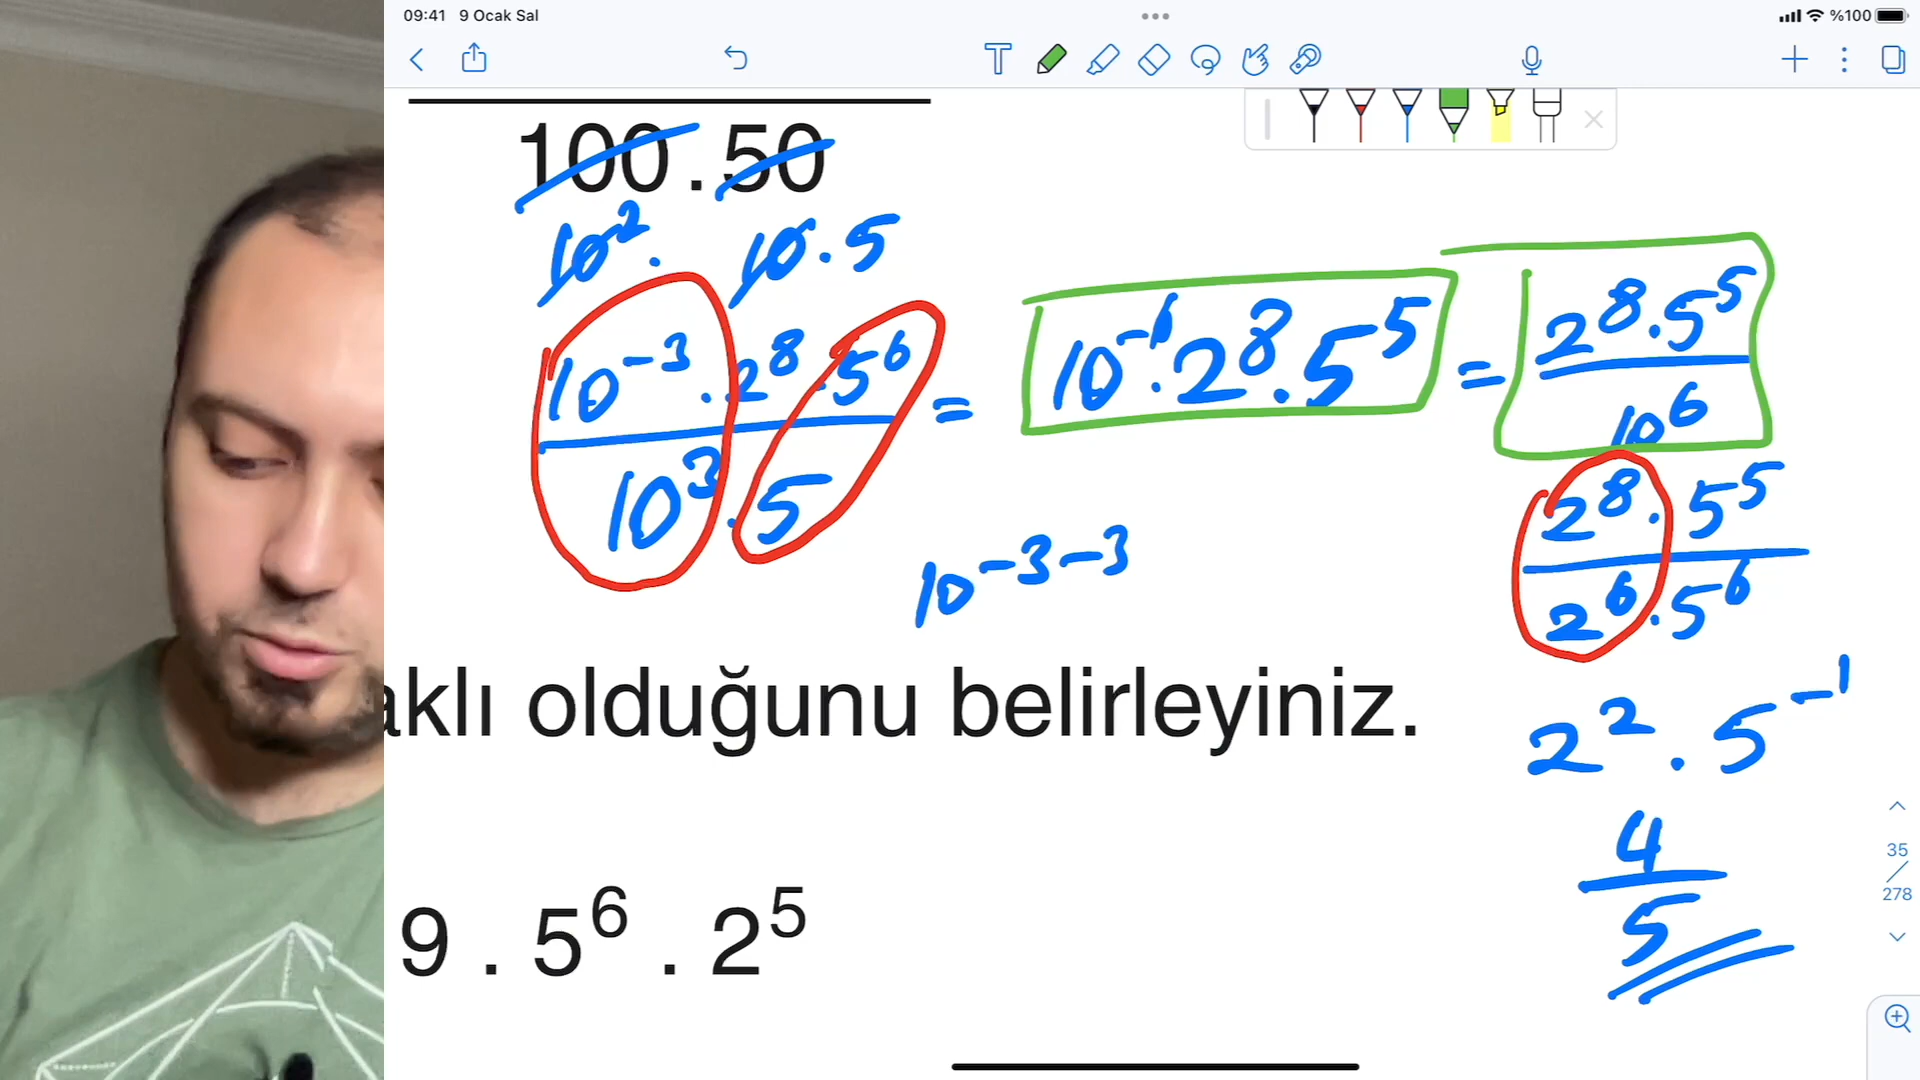 09:41 9 Ocak Sal
%100
100 . 50
10² . 10 . 5
10⁻³ . 2⁸ . 5⁶ = 10⁻⁶ . 2⁸ . 5⁵ = 2⁸ . 5⁵
10³ . 5
10⁶
10⁻³⁻³
2⁸ . 5⁵
2⁶ . 5⁶
aklı olduğunu belirleyiniz.
2² . 5⁻¹
4
5
35
278
9 . 5⁶ . 2⁵